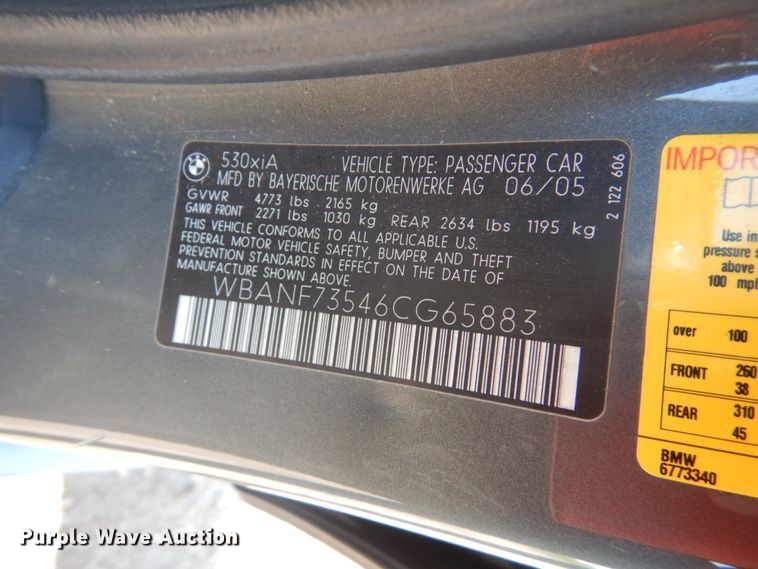 BMW
530xiA VEHICLE TYPE: PASSENGER CAR
MFD BY BAYERISCHE MOTORENWERKE AG 06/05
GVWR 4773 lbs 2165 kg
GAWR FRONT 2271 lbs 1030 kg REAR 2634 lbs 1195 kg
THIS VEHICLE CONFORMS TO ALL APPLICABLE U.S.
FEDERAL MOTOR VEHICLE SAFETY, BUMPER AND THEFT
PREVENTION STANDARDS IN EFFECT ON THE DATE OF
MANUFACTURE SHOWN ABOVE.
WBANF73546CG65883
2 122 606
IMPOR
Use in
pressure s
above
100 mph
over 100
FRONT 260
38
REAR 310
45
BMW
6773340
Purple Wave Auction